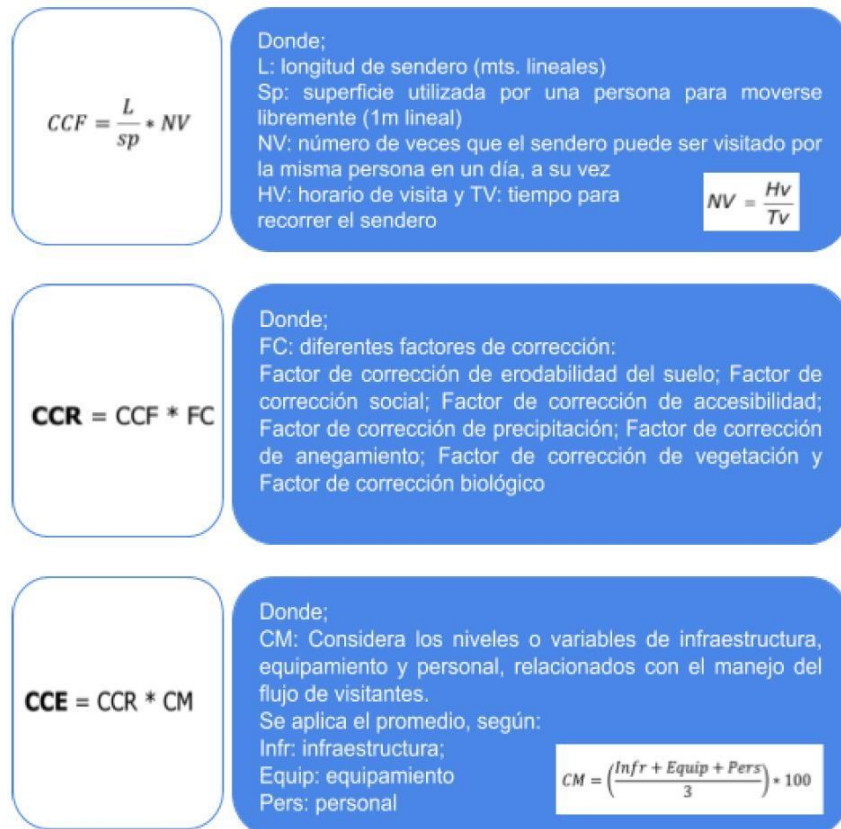 CCF = L/sp * NV
Donde;
L: longitud de sendero (mts. lineales)
Sp: superficie utilizada por una persona para moverse
libremente (1m lineal)
NV: número de veces que el sendero puede ser visitado por
la misma persona en un día, a su vez
HV: horario de visita y TV: tiempo para
recorrer el sendero
NV = Hv/Tv
CCR = CCF * FC
Donde;
FC: diferentes factores de corrección:
Factor de corrección de erodabilidad del suelo; Factor de
corrección social; Factor de corrección de accesibilidad;
Factor de corrección de precipitación; Factor de corrección
de anegamiento; Factor de corrección de vegetación y
Factor de corrección biológico
CCE = CCR * CM
Donde;
CM: Considera los niveles o variables de infraestructura,
equipamiento y personal, relacionados con el manejo del
flujo de visitantes.
Se aplica el promedio, según:
Infr: infraestructura;
Equip: equipamiento
Pers: personal
CM = (Infr + Equip + Pers / 3) * 100